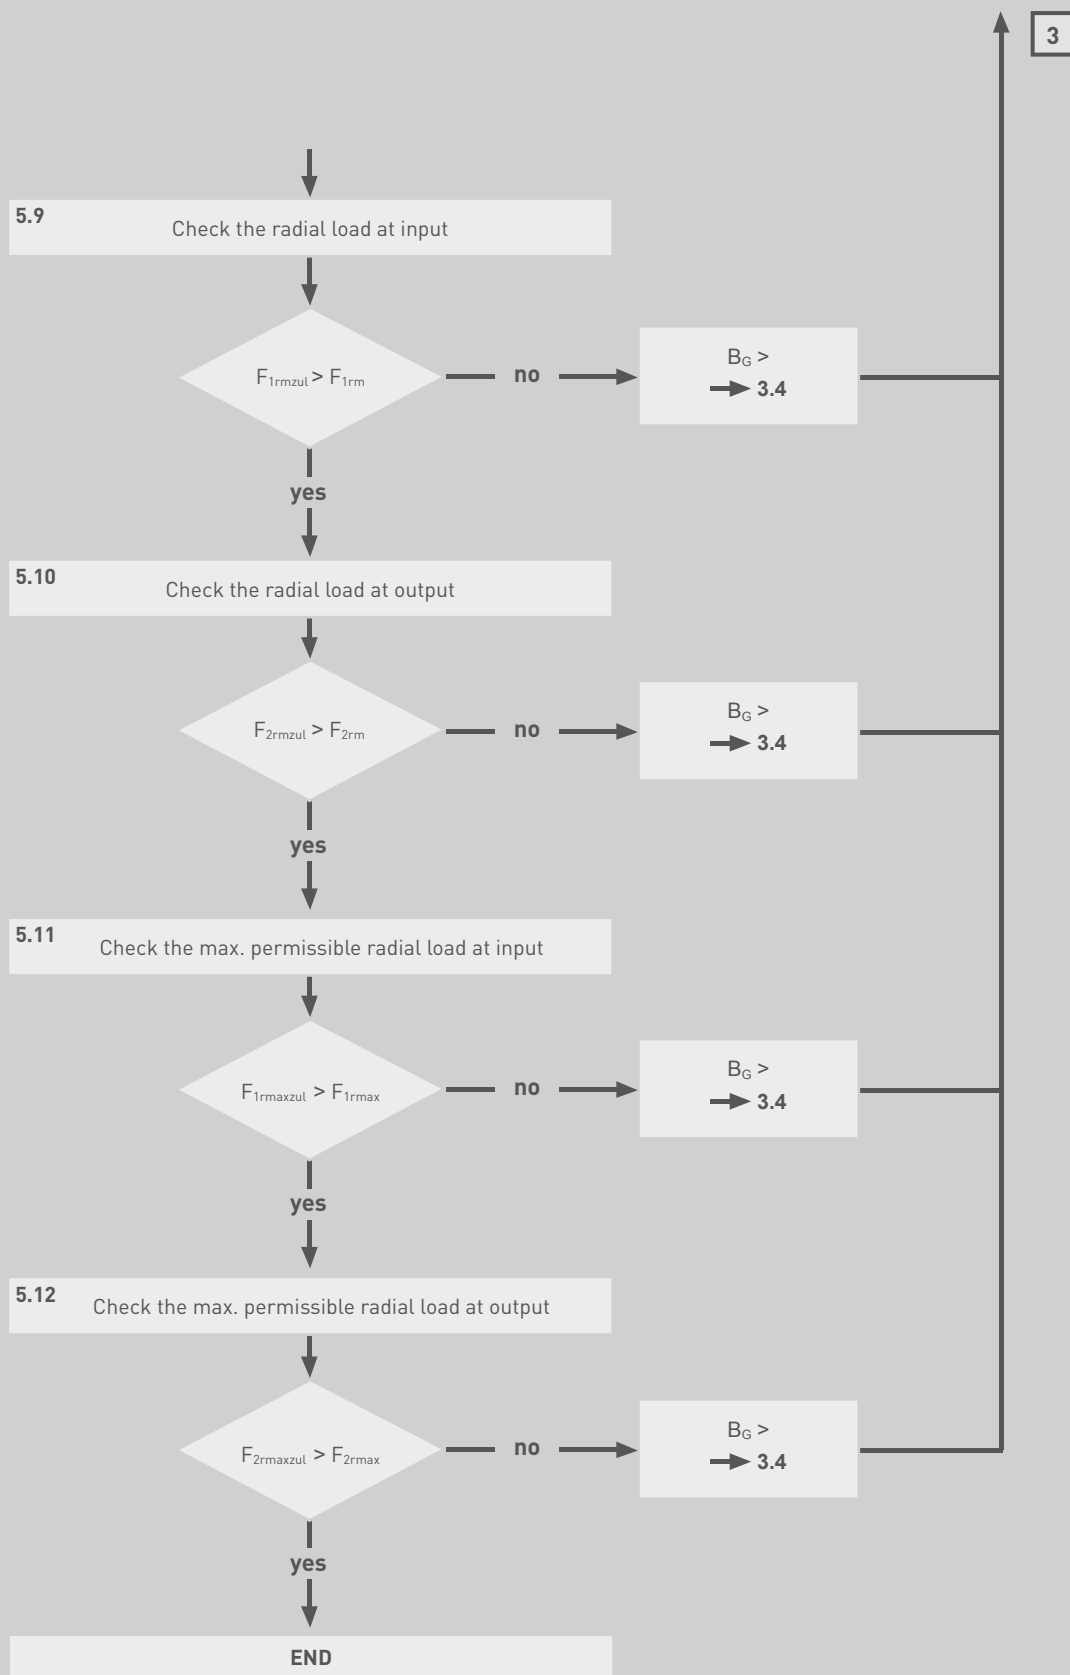 3
5.9
Check the radial load at input
F1rmzul > F1rm
no
BG >
3.4
yes
5.10
Check the radial load at output
F2rmzul > F2rm
no
BG >
3.4
yes
5.11
Check the max. permissible radial load at input
F1rmaxzul > F1rmax
no
BG >
3.4
yes
5.12
Check the max. permissible radial load at output
F2rmaxzul > F2rmax
no
BG >
3.4
yes
END